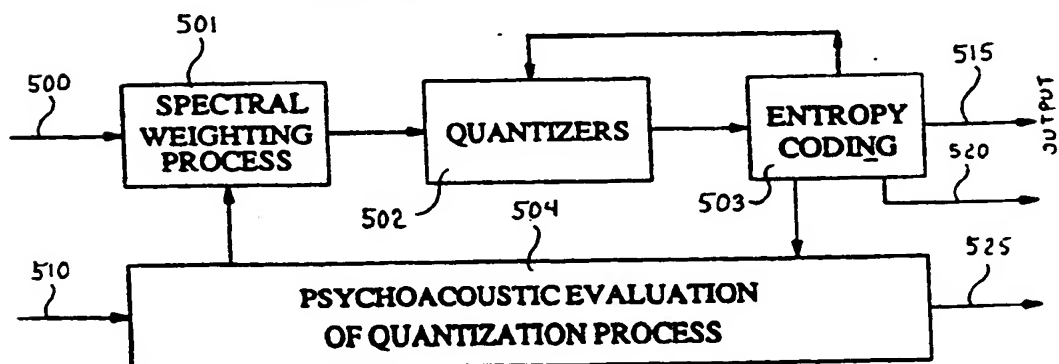 501
500
SPECTRAL
WEIGHTING
PROCESS
QUANTIZERS
ENTROPY
CODING
515
OUTPUT
520
502
504
503
510
525
PSYCHOACOUSTIC EVALUATION
OF QUANTIZATION PROCESS